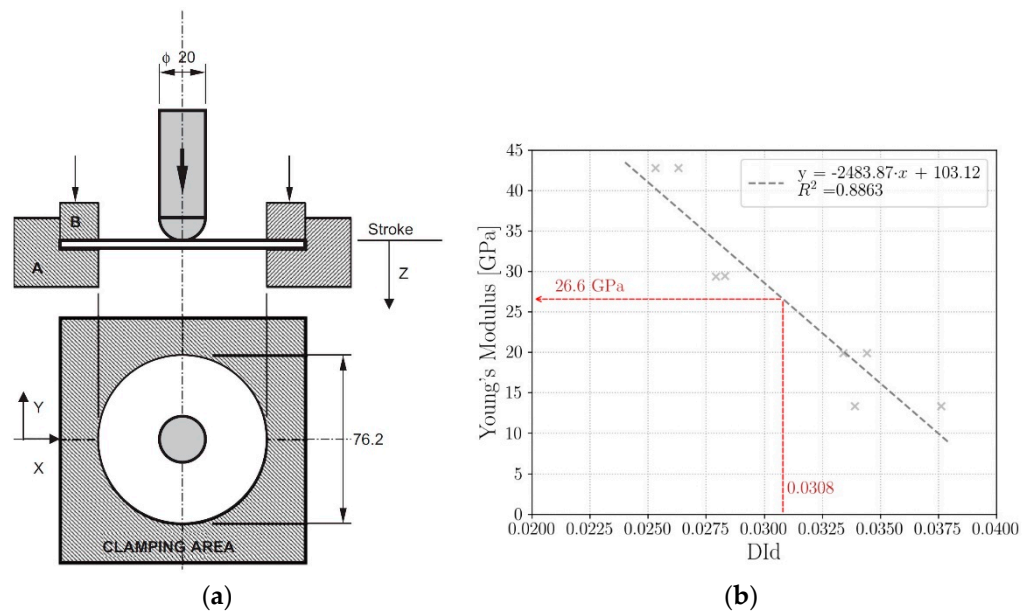 ϕ 20
B
A
Stroke
Z
Y
X
76.2
CLAMPING AREA
(a)
y = -2483.87·x + 103.12
R² =0.8863
Young's Modulus [GPa]
45
40
35
30
25
20
15
10
5
0
26.6 GPa
0.0308
0.0200 0.0225 0.0250 0.0275 0.0300 0.0325 0.0350 0.0375 0.0400
DId
(b)